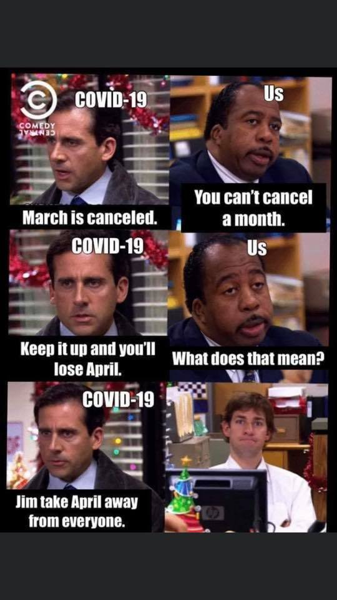 COMEDY
CENTRAL
COVID-19
Us
March is canceled.
You can't cancel
a month.
COVID-19
Us
Keep it up and you'll
lose April.
What does that mean?
COVID-19
Jim take April away
from everyone.
hp